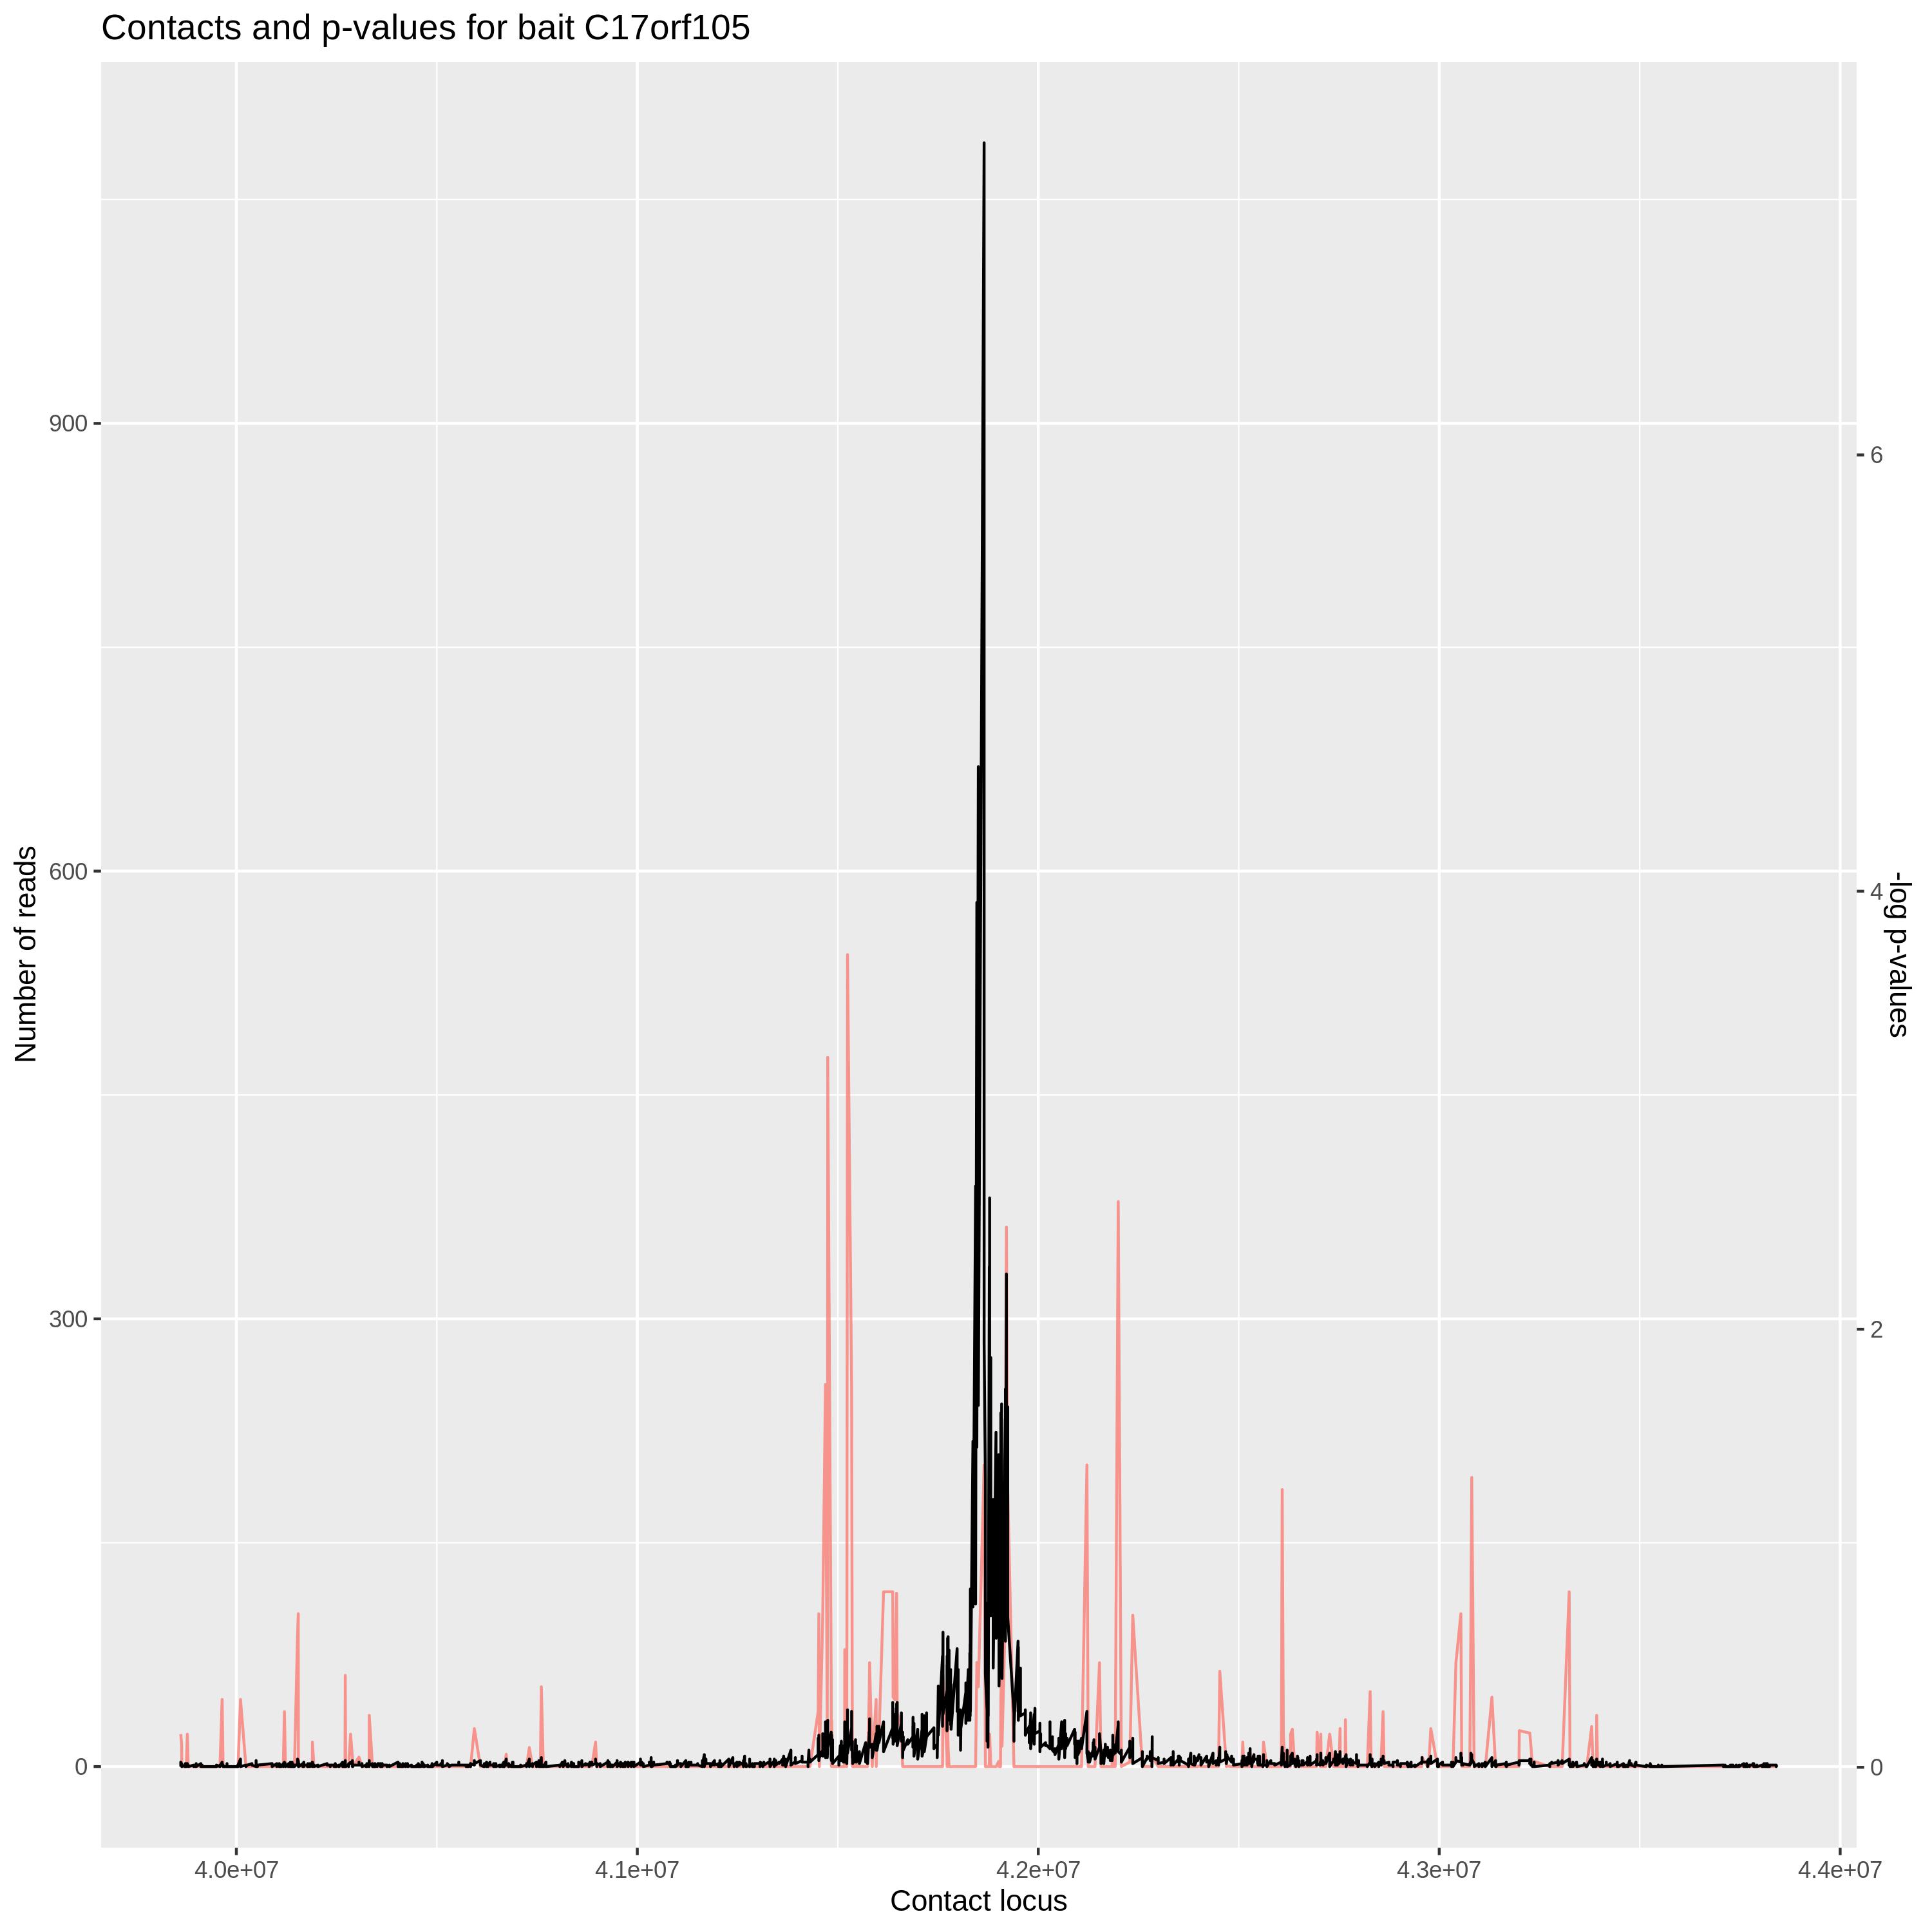 Contacts and p-values for bait C17orf105
900
600
300
0
6
4
2
0
Number of reads
-log p-values
4.0e+07
4.1e+07
4.2e+07
4.3e+07
4.4e+07
Contact locus